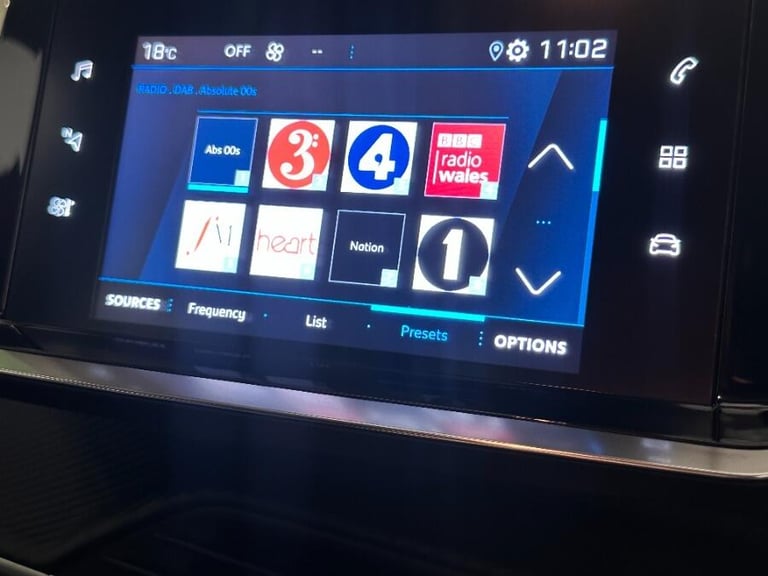 18°C OFF -- 11:02
RADIO . DAB . Absolute 00s
Abs 00s 3 4 BBC radio wales
heart Notion 1
SOURCES Frequency List Presets OPTIONS